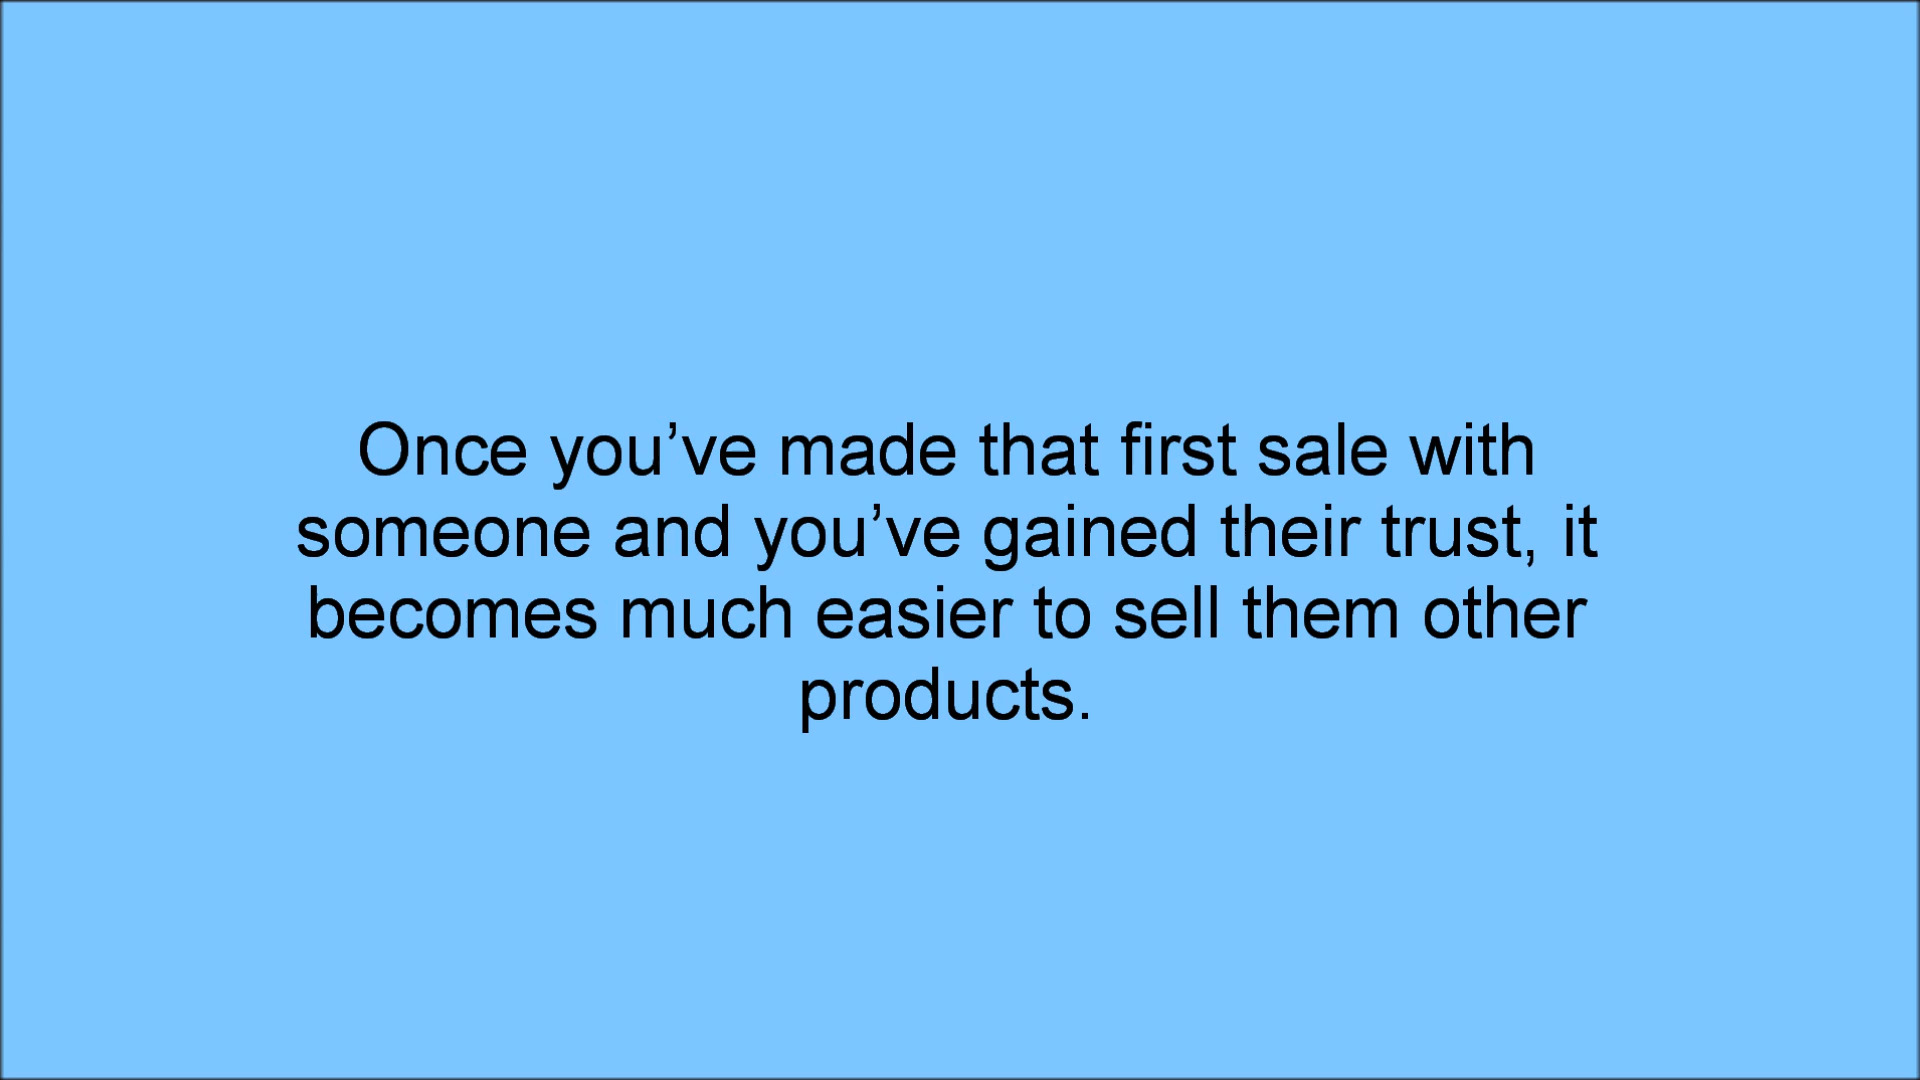 Once you’ve made that first sale with
someone and you’ve gained their trust, it
becomes much easier to sell them other
products.